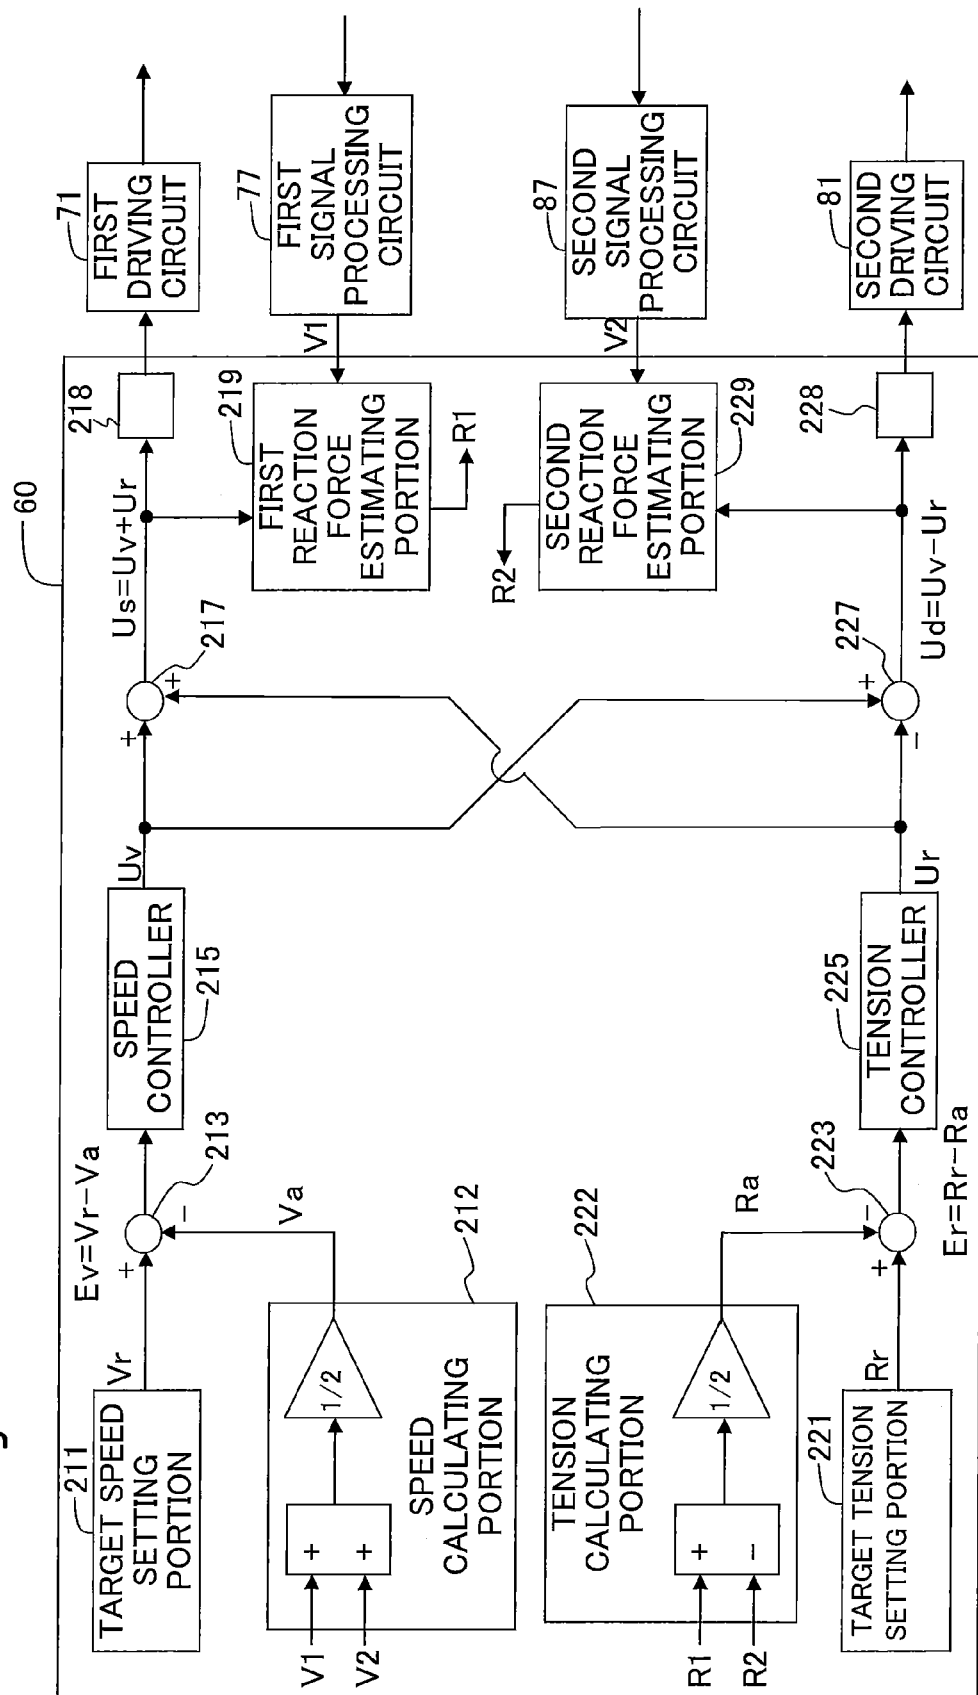 60
211
TARGET SPEED
SETTING
PORTION
Vr
Ev=Vr-Va
+
-
213
SPEED
CONTROLLER
215
Uv
+
+
217
Us=Uv+Ur
218
71
FIRST
DRIVING
CIRCUIT
V1
V2
+
+
1/2
SPEED
CALCULATING
PORTION
212
Va
219
FIRST
REACTION
FORCE
ESTIMATING
PORTION
R1
V1
77
FIRST
SIGNAL
PROCESSING
CIRCUIT
222
TENSION
CALCULATING
PORTION
R1
R2
+
-
1/2
Ra
R2
SECOND
REACTION
FORCE
ESTIMATING
PORTION
229
V2
87
SECOND
SIGNAL
PROCESSING
CIRCUIT
221
TARGET TENSION
SETTING PORTION
Rr
+
-
223
Er=Rr-Ra
225
TENSION
CONTROLLER
Ur
+
-
227
Ud=Uv-Ur
228
81
SECOND
DRIVING
CIRCUIT